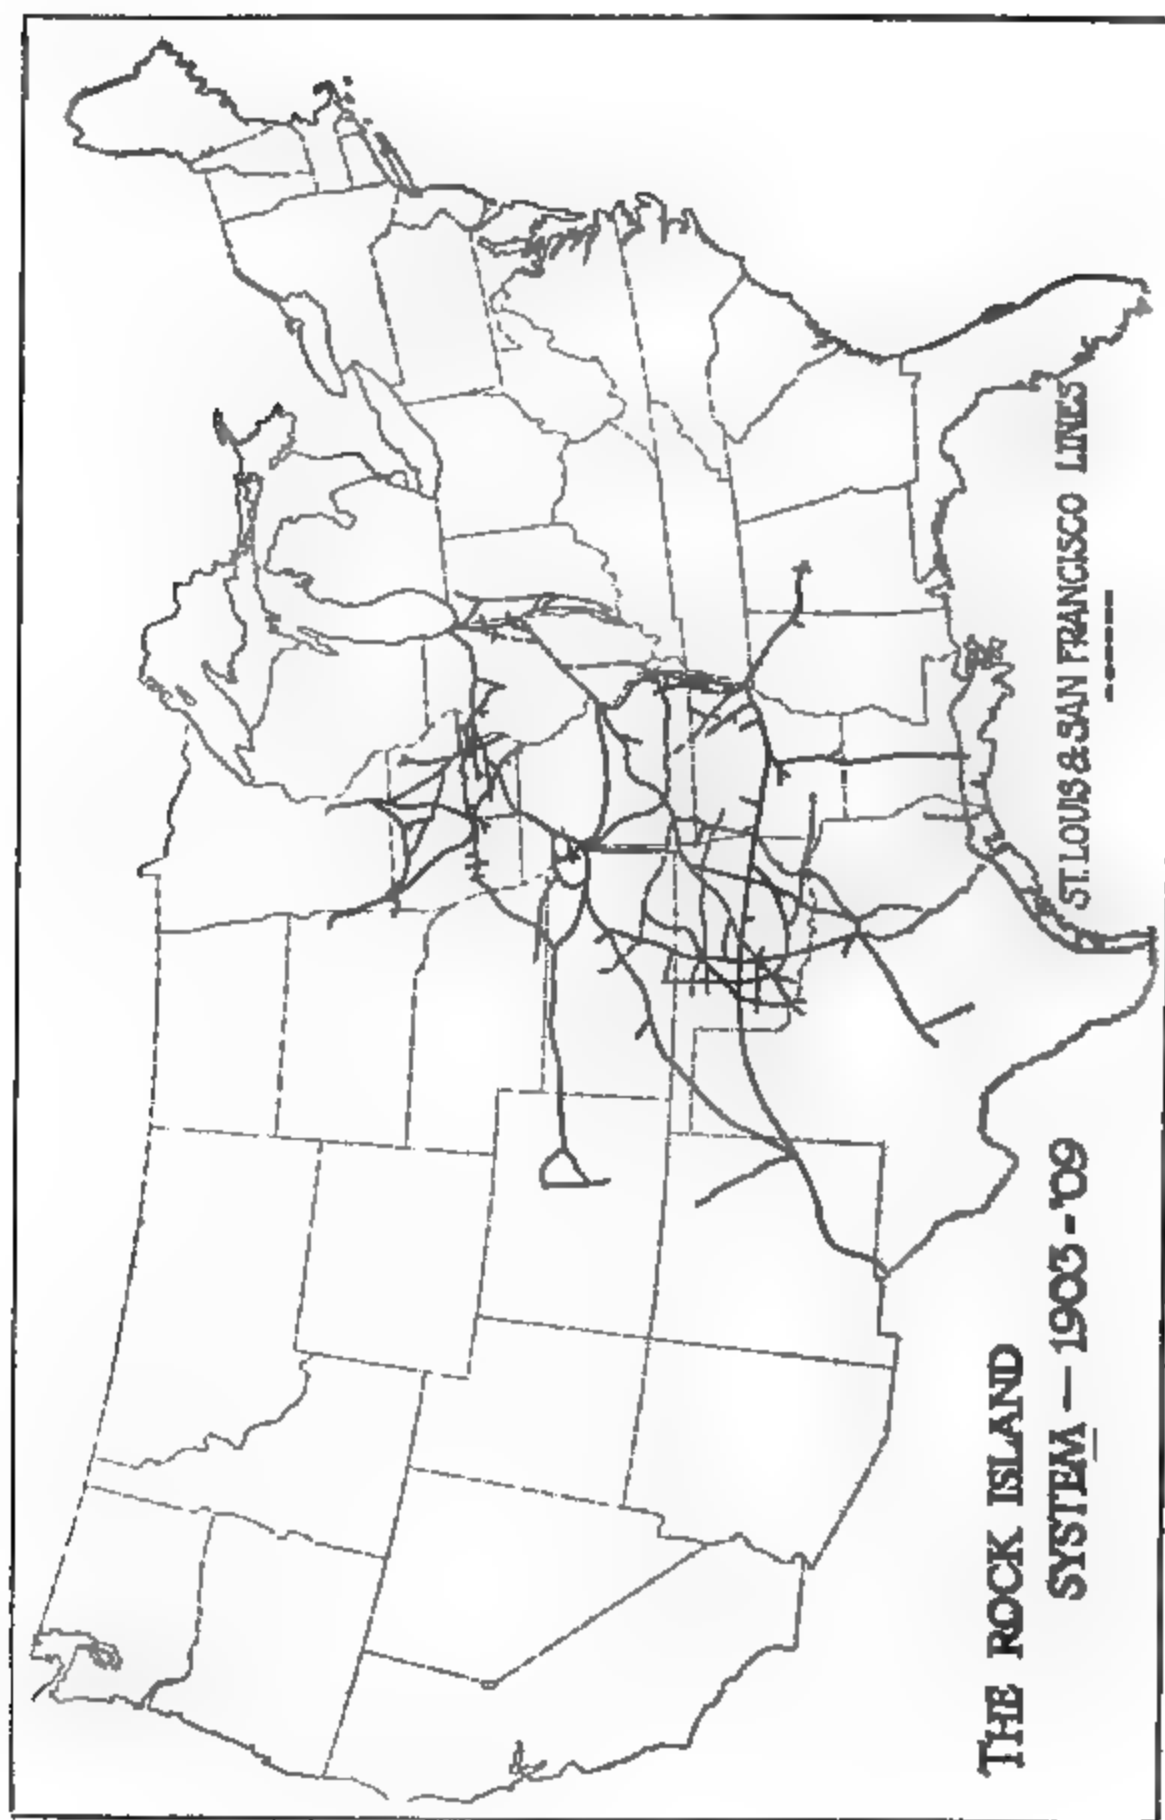 THE ROCK ISLAND
SYSTEM — 1903-'09
ST. LOUIS & SAN FRANCISCO LINES